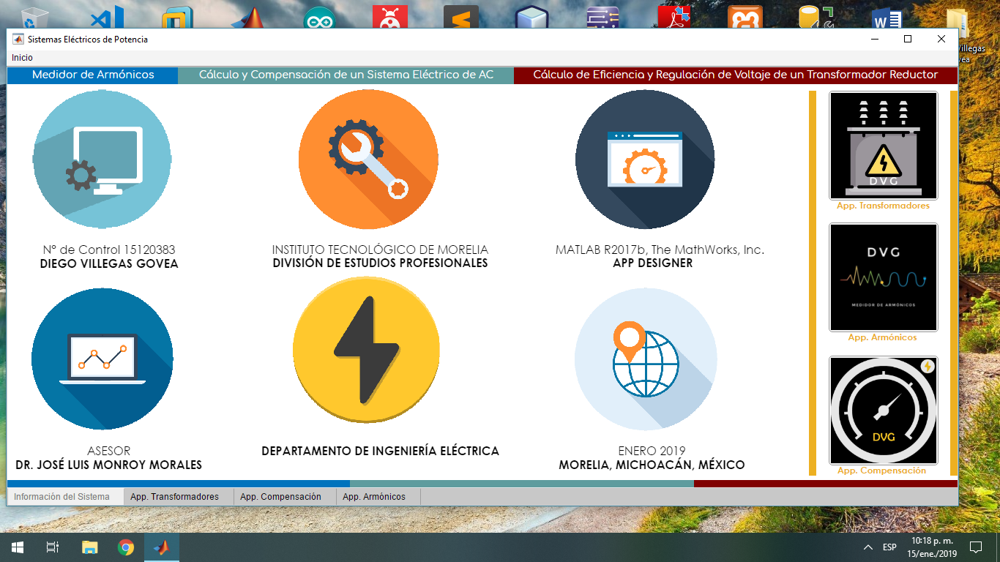 Sistemas Eléctricos de Potencia
Inicio
Medidor de Armónicos
Cálculo y Compensación de un Sistema Eléctrico de AC
Cálculo de Eficiencia y Regulación de Voltaje de un Transformador Reductor
N° de Control 15120383
DIEGO VILLEGAS GOVEA
INSTITUTO TECNOLÓGICO DE MORELIA
DIVISIÓN DE ESTUDIOS PROFESIONALES
MATLAB R2017b, The MathWorks, Inc.
APP DESIGNER
ASESOR
DR. JOSÉ LUIS MONROY MORALES
DEPARTAMENTO DE INGENIERÍA ELÉCTRICA
ENERO 2019
MORELIA, MICHOACÁN, MÉXICO
DVG
App. Transformadores
DVG
MEDIDOR DE ARMÓNICOS
App. Armónicos
DVG
App. Compensación
Información del Sistema
App. Transformadores
App. Compensación
App. Armónicos
ESP
10:18 p. m.
15/ene./2019